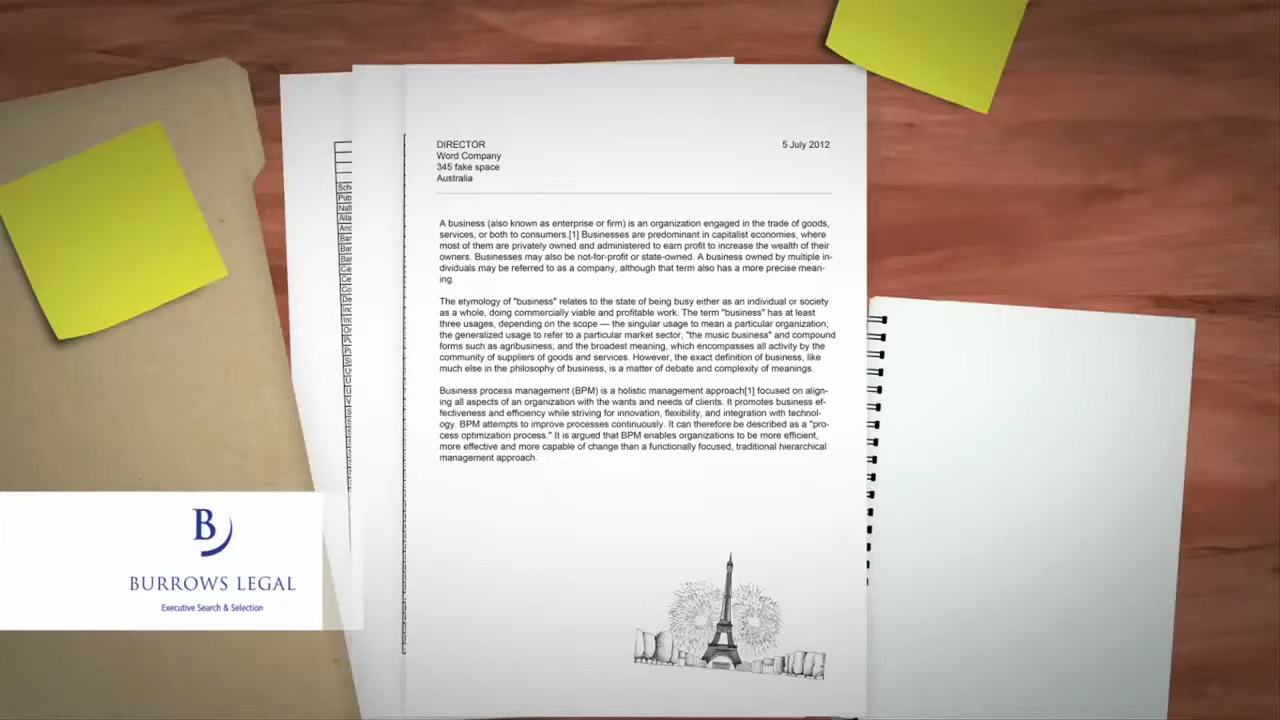 DIRECTOR
5 July 2012
Word Company
345 fake space
Australia
A business (also known as enterprise or firm) is an organization engaged in the trade of goods,
services, or both to consumers.[1] Businesses are predominant in capitalist economies, where
most of them are privately owned and administered to earn profit to increase the wealth of their
owners. Businesses may also be not-for-profit or state-owned. A business owned by multiple in-
dividuals may be referred to as a company, although that term also has a more precise mean-
ing.
The etymology of "business" relates to the state of being busy either as an individual or society
as a whole, doing commercially viable and profitable work. The term "business" has at least
three usages, depending on the scope — the singular usage to mean a particular organization;
the generalized usage to refer to a particular market sector, "the music business" and compound
forms such as agribusiness; and the broadest meaning, which encompasses all activity by the
community of suppliers of goods and services. However, the exact definition of business, like
much else in the philosophy of business, is a matter of debate and complexity of meanings.
Business process management (BPM) is a holistic management approach[1] focused on align-
ing all aspects of an organization with the wants and needs of clients. It promotes business ef-
fectiveness and efficiency while striving for innovation, flexibility, and integration with technol-
ogy. BPM attempts to improve processes continuously. It can therefore be described as a "pro-
cess optimization process." It is argued that BPM enables organizations to be more efficient,
more effective and more capable of change than a functionally focused, traditional hierarchical
management approach.
B
BURROWS LEGAL
Executive Search & Selection